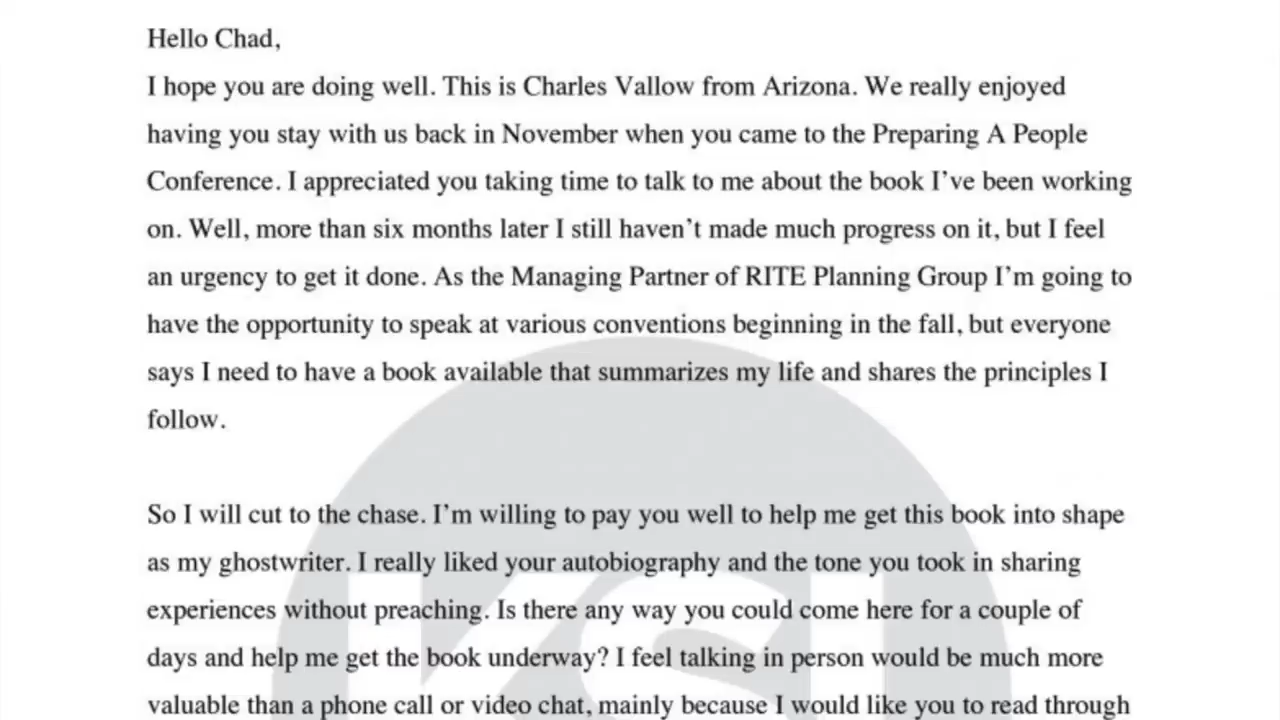 Hello Chad,
I hope you are doing well. This is Charles Vallow from Arizona. We really enjoyed
having you stay with us back in November when you came to the Preparing A People
Conference. I appreciated you taking time to talk to me about the book I’ve been working
on. Well, more than six months later I still haven’t made much progress on it, but I feel
an urgency to get it done. As the Managing Partner of RITE Planning Group I’m going to
have the opportunity to speak at various conventions beginning in the fall, but everyone
says I need to have a book available that summarizes my life and shares the principles I
follow.
So I will cut to the chase. I’m willing to pay you well to help me get this book into shape
as my ghostwriter. I really liked your autobiography and the tone you took in sharing
experiences without preaching. Is there any way you could come here for a couple of
days and help me get the book underway? I feel talking in person would be much more
valuable than a phone call or video chat, mainly because I would like you to read through